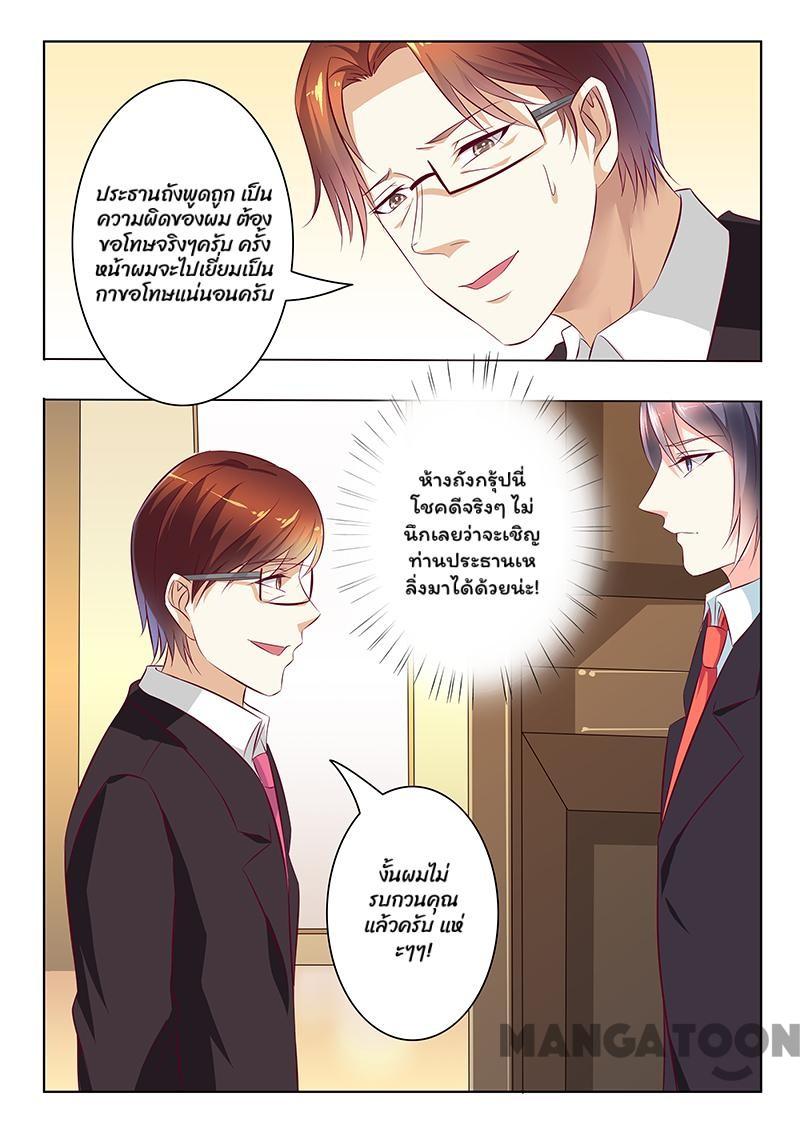 ประธานถังพูดถูก เป็น
ความผิดของผม ต้อง
ขอโทษจริงๆครับ ครั้ง
หน้าผมจะไปเยี่ยมเป็น
กาขอโทษแน่นอนครับ
ห้างถังกรุ้ปนี่
โชคดีจริงๆ ไม่
นึกเลยว่าจะเชิญ
ท่านประธานเห
ลิ่งมาได้ด้วยน่ะ!
งั้นผมไม่
รบกวนคุณ
แล้วครับ แห่
ะๆๆ!
MANGATOON